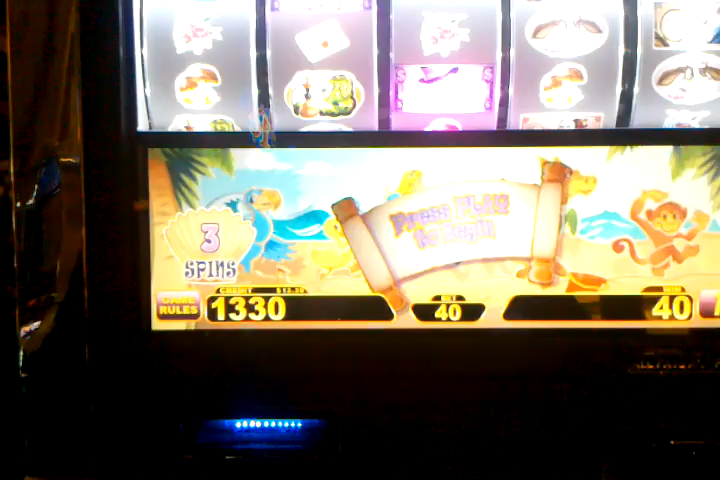 Press PLAY
to begin
3
SPINS
GAME
RULES
CREDIT
1330
BET
40
WIN
40